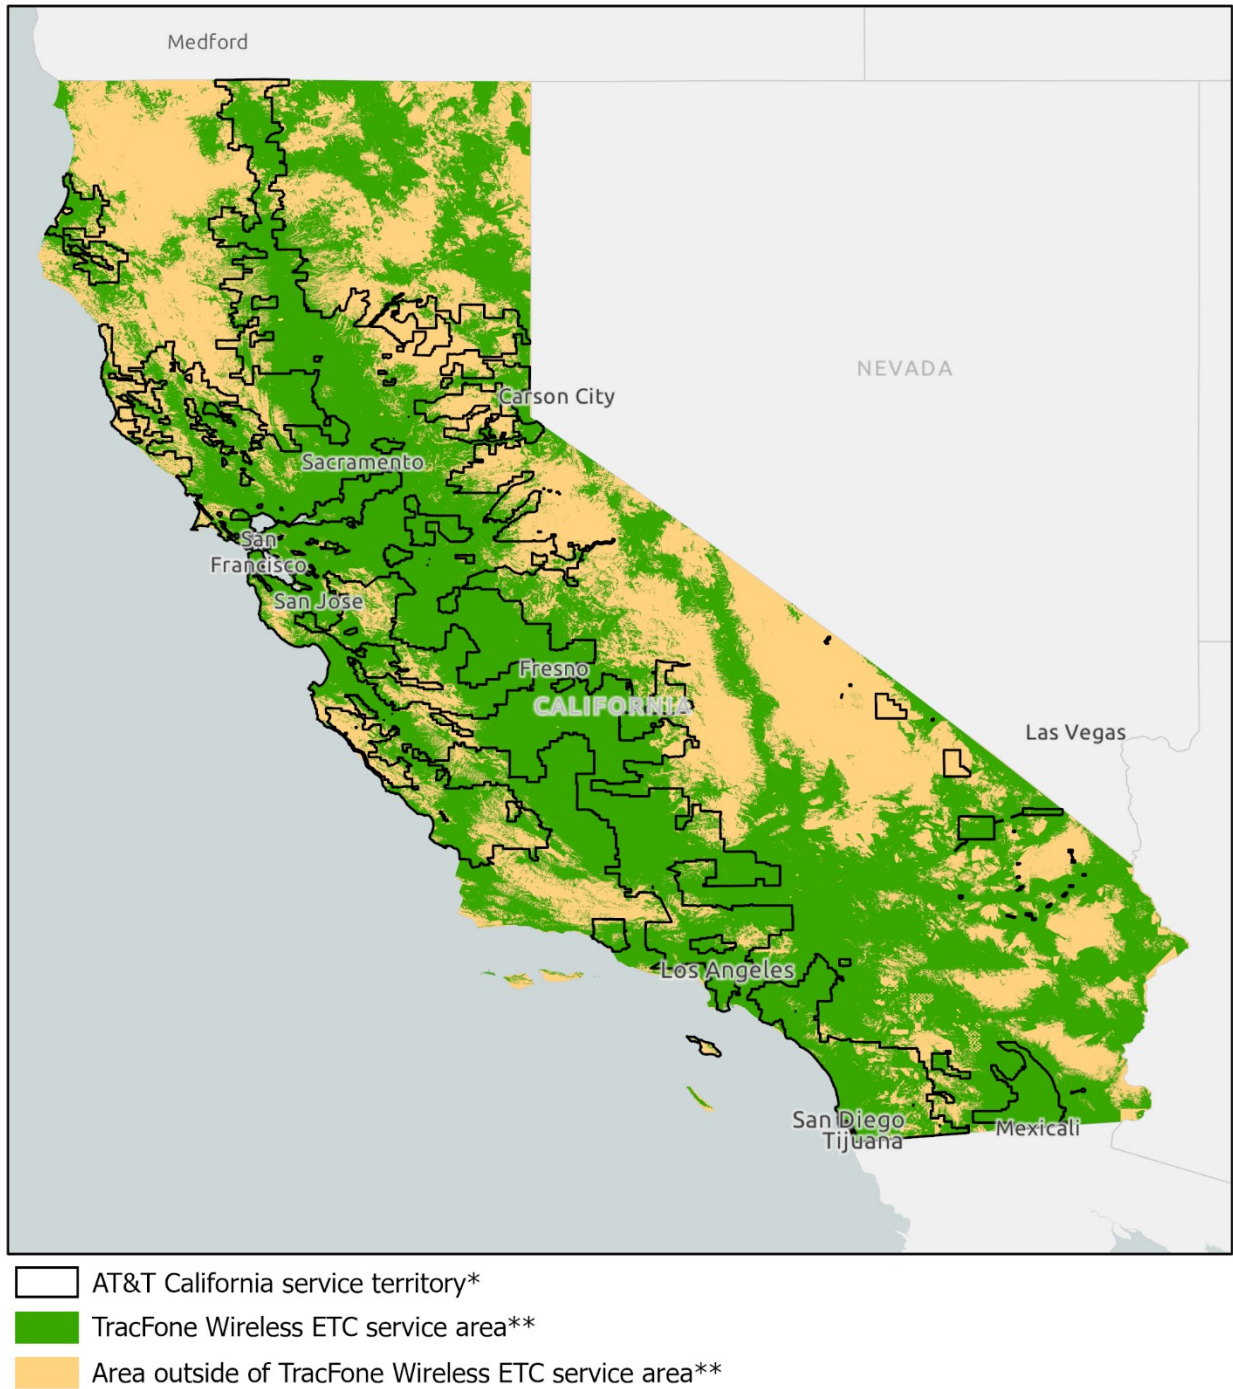 Medford
NEVADA
Carson City
Sacramento
San
Francisco
San Jose
Fresno
CALIFORNIA
Las Vegas
Los Angeles
San Diego
Tijuana
Mexicali
AT&T California service territory*
TracFone Wireless ETC service area**
Area outside of TracFone Wireless ETC service area**